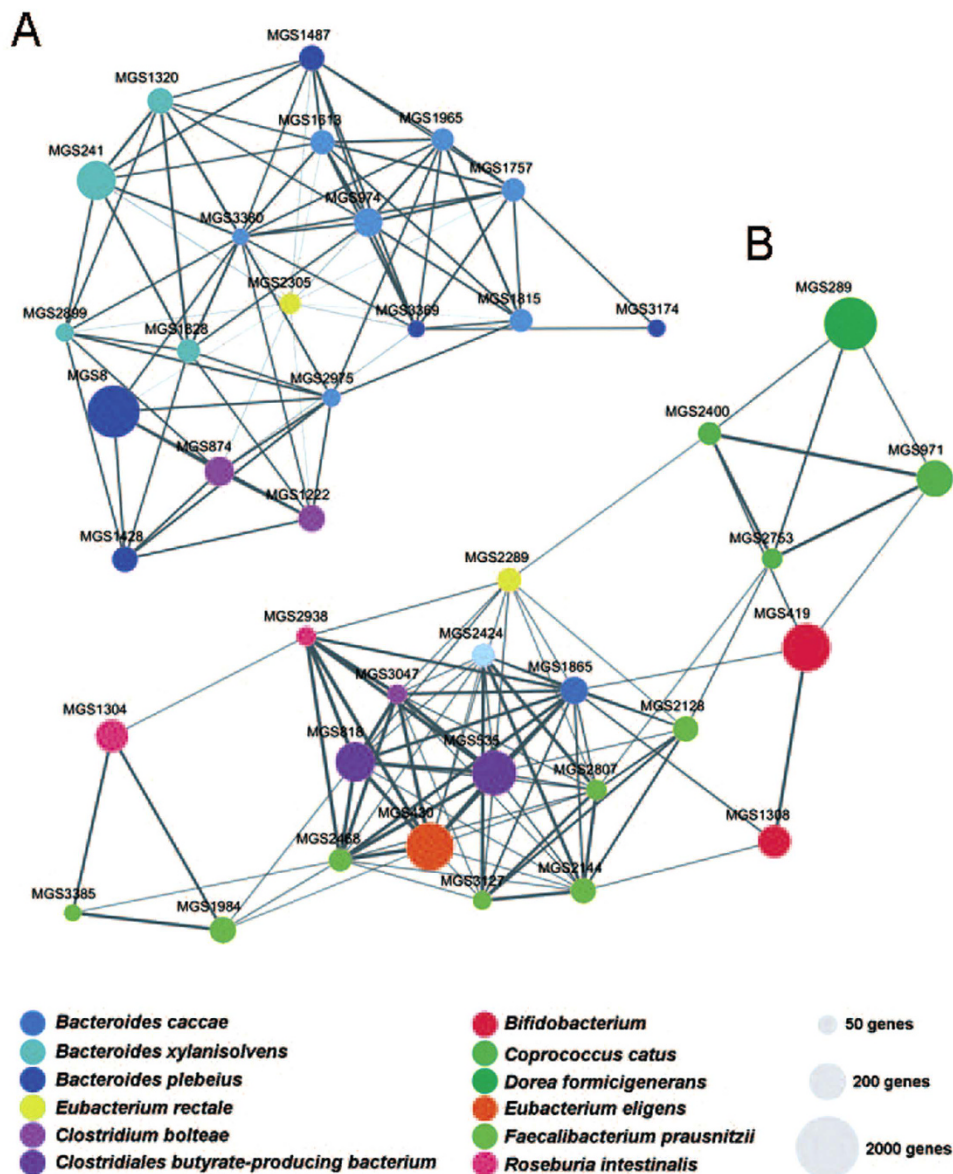 A
MGS1487
MGS1320
MGS1613
MGS1965
MGS241
MGS1757
MGS974
MGS3380
B
MGS2305
MGS289
MGS2899
MGS1828
MGS3369
MGS1815
MGS3174
MGS8
MGS2975
MGS2400
MGS874
MGS971
MGS1222
MGS1428
MGS2753
MGS2289
MGS2938
MGS2424
MGS419
MGS3047
MGS1865
MGS1304
MGS2128
MGS818
MGS535
MGS2807
MGS430
MGS1308
MGS2468
MGS3127
MGS2144
MGS3385
MGS1984
Bacteroides caccae
Bacteroides xylanisolvens
Bacteroides plebeius
Eubacterium rectale
Clostridium bolteae
Clostridiales butyrate-producing bacterium
Bifidobacterium
Coprococcus catus
Dorea formicigenerans
Eubacterium eligens
Faecalibacterium prausnitzii
Roseburia intestinalis
50 genes
200 genes
2000 genes